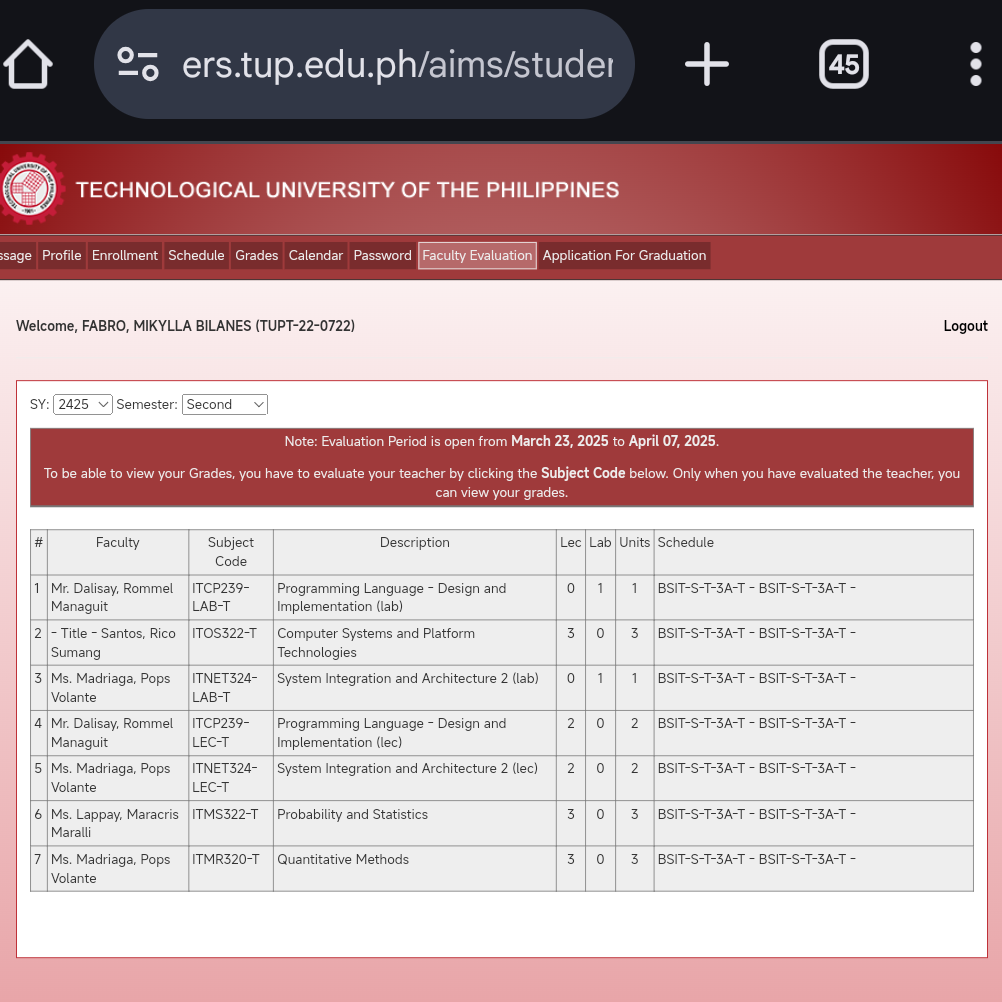 ers.tup.edu.ph/aims/studer
45
TECHNOLOGICAL UNIVERSITY OF THE PHILIPPINES
ssage Profile Enrollment Schedule Grades Calendar Password Faculty Evaluation Application For Graduation
Welcome, FABRO, MIKYLLA BILANES (TUPT-22-0722) Logout
SY: 2425 Semester: Second
Note: Evaluation Period is open from March 23, 2025 to April 07, 2025.
To be able to view your Grades, you have to evaluate your teacher by clicking the Subject Code below. Only when you have evaluated the teacher, you
can view your grades.
# Faculty Subject Code Description Lec Lab Units Schedule
1 Mr. Dalisay, Rommel Managuit ITCP239-LAB-T Programming Language - Design and Implementation (lab) 0 1 1 BSIT-S-T-3A-T - BSIT-S-T-3A-T -
2 - Title - Santos, Rico Sumang ITOS322-T Computer Systems and Platform Technologies 3 0 3 BSIT-S-T-3A-T - BSIT-S-T-3A-T -
3 Ms. Madriaga, Pops Volante ITNET324-LAB-T System Integration and Architecture 2 (lab) 0 1 1 BSIT-S-T-3A-T - BSIT-S-T-3A-T -
4 Mr. Dalisay, Rommel Managuit ITCP239-LEC-T Programming Language - Design and Implementation (lec) 2 0 2 BSIT-S-T-3A-T - BSIT-S-T-3A-T -
5 Ms. Madriaga, Pops Volante ITNET324-LEC-T System Integration and Architecture 2 (lec) 2 0 2 BSIT-S-T-3A-T - BSIT-S-T-3A-T -
6 Ms. Lappay, Maracris Maralli ITMS322-T Probability and Statistics 3 0 3 BSIT-S-T-3A-T - BSIT-S-T-3A-T -
7 Ms. Madriaga, Pops Volante ITMR320-T Quantitative Methods 3 0 3 BSIT-S-T-3A-T - BSIT-S-T-3A-T -